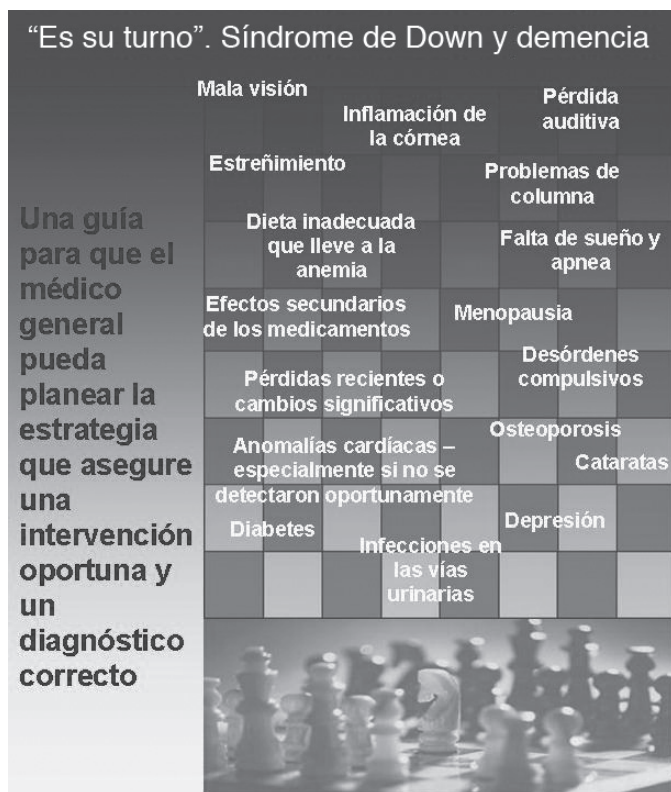 “Es su turno”. Síndrome de Down y demencia
Una guía
para que el
médico
general
pueda
planear la
estrategia
que asegure
una
intervención
oportuna y
un
diagnóstico
correcto
Mala visión
Inflamación de
la córnea
Pérdida
auditiva
Estreñimiento
Problemas de
columna
Dieta inadecuada
que lleve a la
anemia
Falta de sueño y
apnea
Efectos secundarios
de los medicamentos
Menopausia
Desórdenes
compulsivos
Pérdidas recientes o
cambios significativos
Osteoporosis
Anomalías cardíacas –
especialmente si no se
detectaron oportunamente
Cataratas
Diabetes
Depresión
Infecciones en
las vías
urinarias